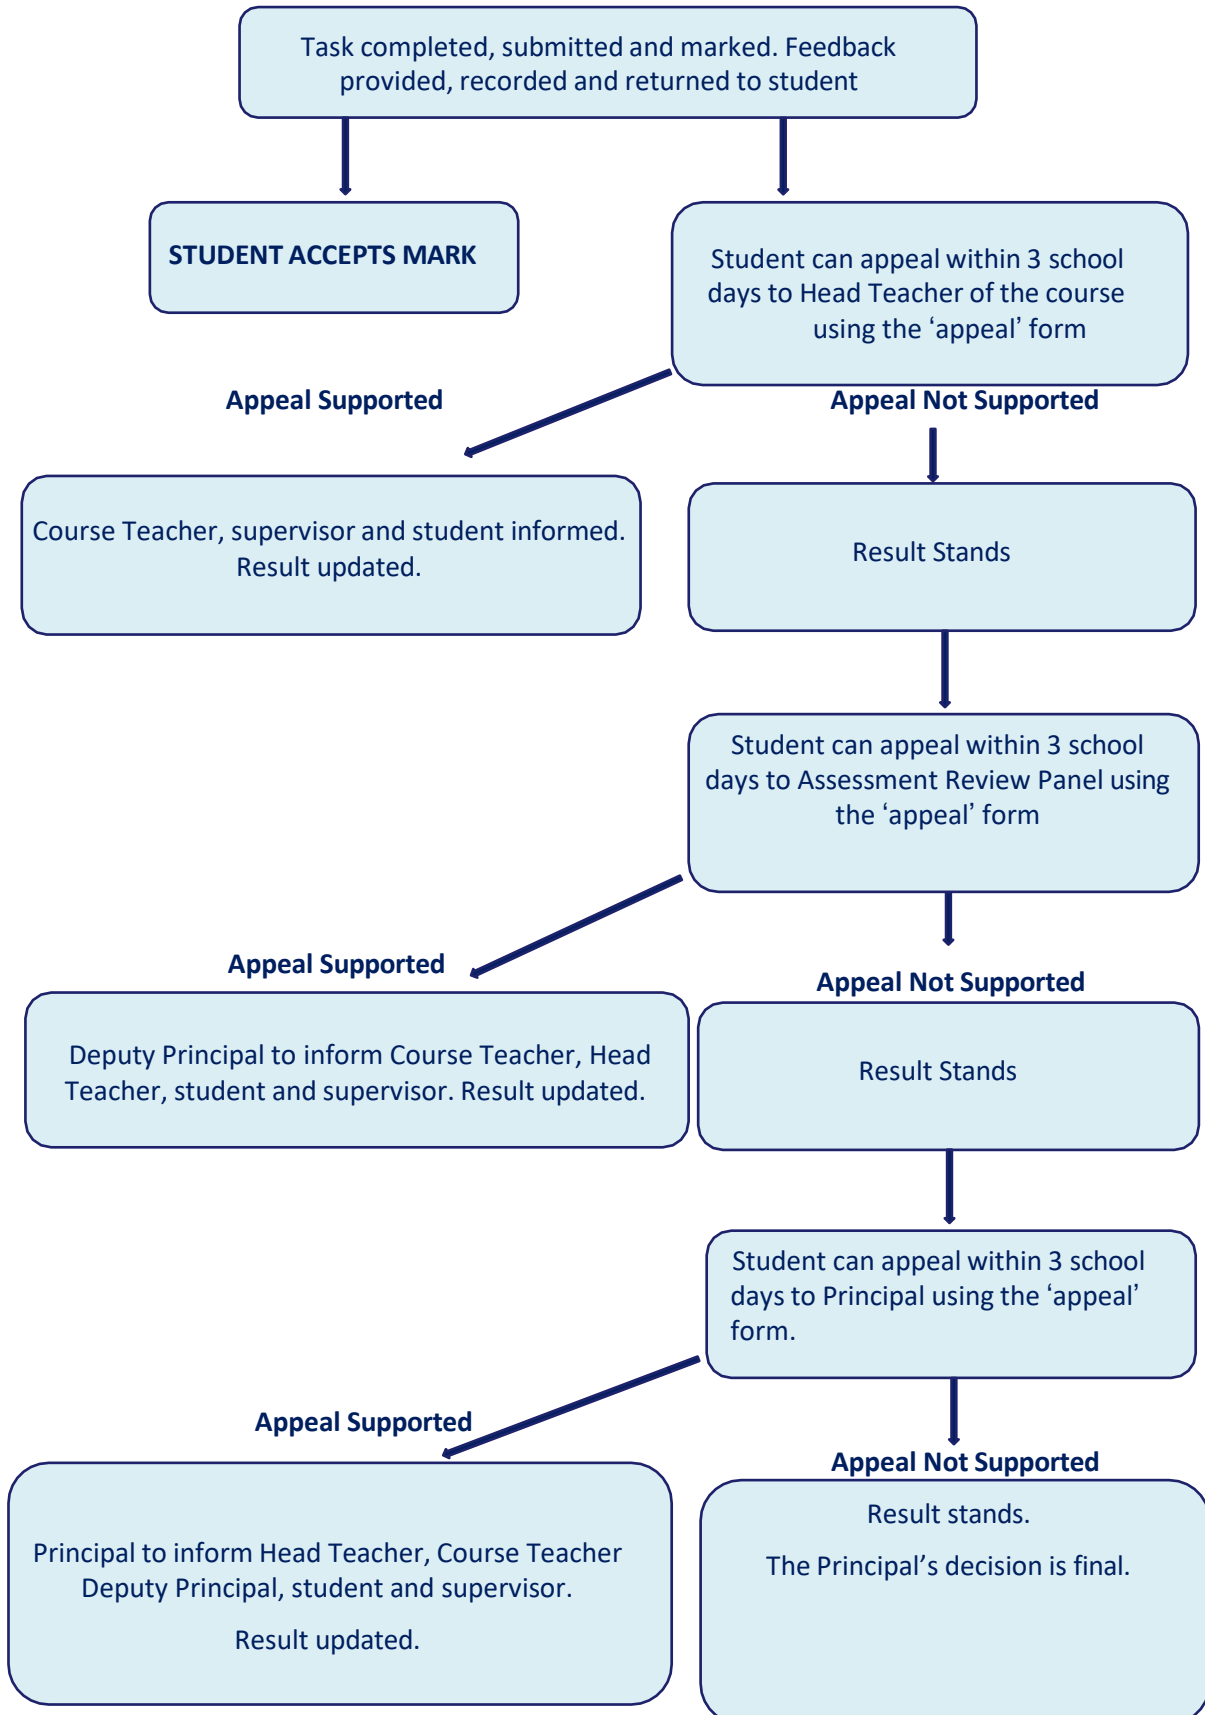 Task completed, submitted and marked. Feedback
provided, recorded and returned to student
STUDENT ACCEPTS MARK
Student can appeal within 3 school
days to Head Teacher of the course
using the ‘appeal’ form
Appeal Supported
Appeal Not Supported
Course Teacher, supervisor and student informed.
Result updated.
Result Stands
Student can appeal within 3 school
days to Assessment Review Panel using
the ‘appeal’ form
Appeal Supported
Appeal Not Supported
Deputy Principal to inform Course Teacher, Head
Teacher, student and supervisor. Result updated.
Result Stands
Student can appeal within 3 school
days to Principal using the ‘appeal’
form.
Appeal Supported
Appeal Not Supported
Principal to inform Head Teacher, Course Teacher
Deputy Principal, student and supervisor.
Result updated.
Result stands.
The Principal’s decision is final.